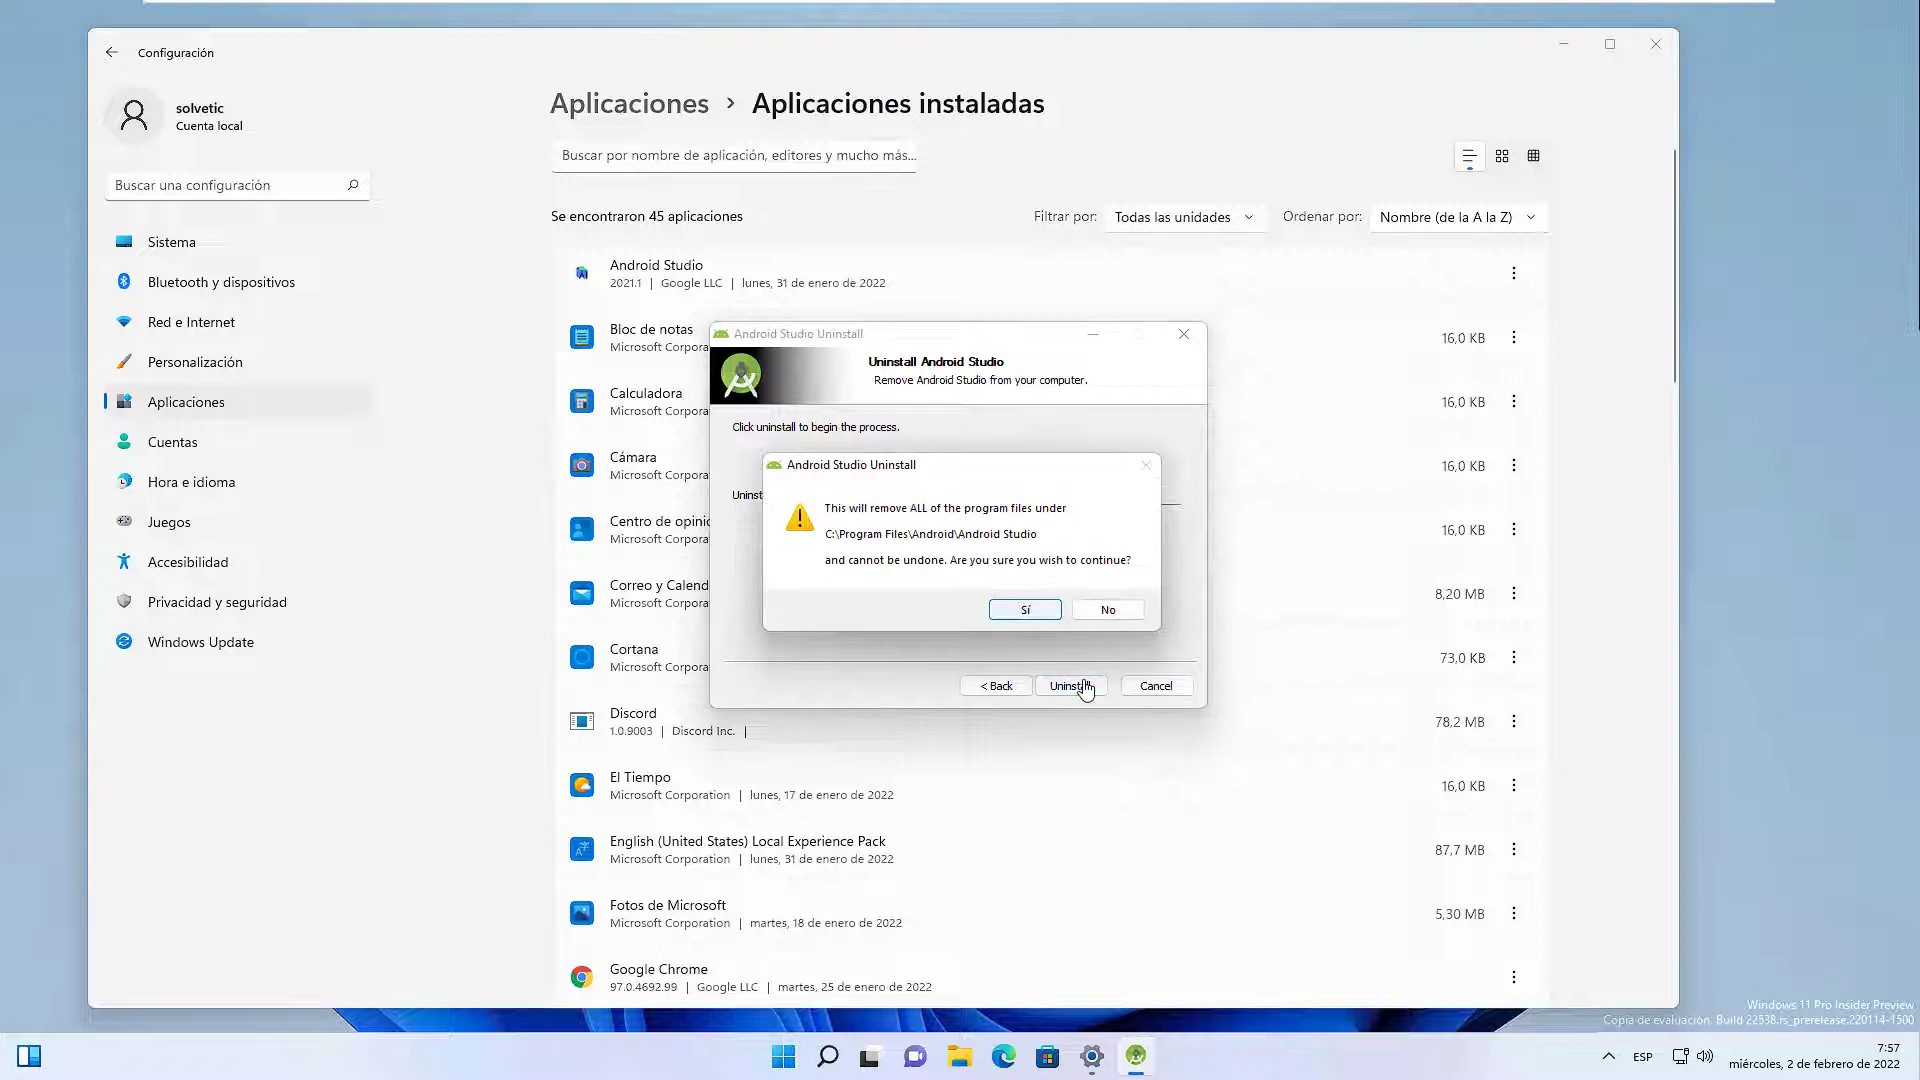 Configuración
solvetic
Cuenta local
Buscar una configuración
Sistema
Bluetooth y dispositivos
Red e Internet
Personalización
Aplicaciones
Cuentas
Hora e idioma
Juegos
Accesibilidad
Privacidad y seguridad
Windows Update
Aplicaciones › Aplicaciones instaladas
Buscar por nombre de aplicación, editores y mucho más...
Se encontraron 45 aplicaciones
Filtrar por: Todas las unidades
Ordenar por: Nombre (de la A la Z)
Android Studio
2021.1 | Google LLC | lunes, 31 de enero de 2022
Bloc de notas
Microsoft Corpora
16,0 KB
Calculadora
Microsoft Corpora
16,0 KB
Cámara
Microsoft Corpora
16,0 KB
Centro de opinio
Microsoft Corpora
16,0 KB
Correo y Calend
Microsoft Corpora
8,20 MB
Cortana
Microsoft Corpora
73,0 KB
Discord
1.0.9003 | Discord Inc. |
78,2 MB
El Tiempo
Microsoft Corporation | lunes, 17 de enero de 2022
16,0 KB
English (United States) Local Experience Pack
Microsoft Corporation | lunes, 31 de enero de 2022
87,7 MB
Fotos de Microsoft
Microsoft Corporation | martes, 18 de enero de 2022
5,30 MB
Google Chrome
97.0.4692.99 | Google LLC | martes, 25 de enero de 2022
Android Studio Uninstall
Uninstall Android Studio
Remove Android Studio from your computer.
Click uninstall to begin the process.
Uninst
Android Studio Uninstall
This will remove ALL of the program files under
C:\Program Files\Android\Android Studio
and cannot be undone. Are you sure you wish to continue?
Sí
No
< Back
Uninstall
Cancel
Windows 11 Pro Insider Preview
Copia de evaluación. Build 22538.rs_prerelease.220114-1500
ESP
7:57
miércoles, 2 de febrero de 2022